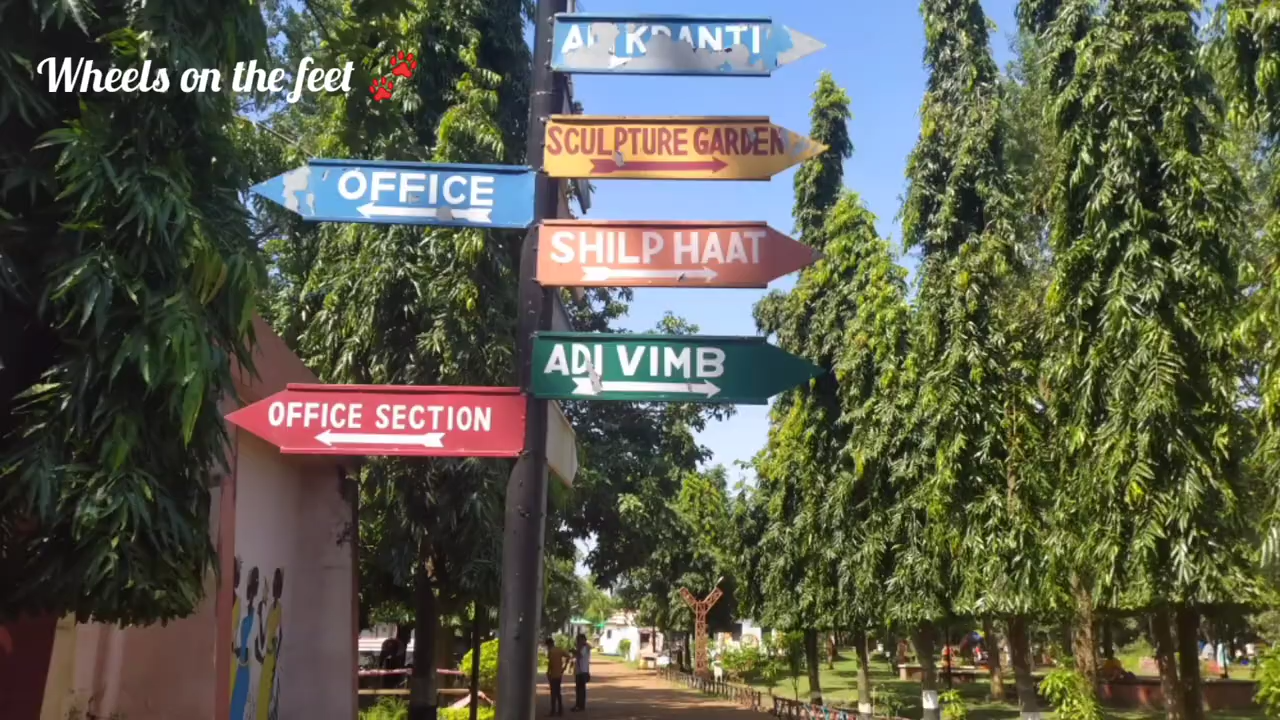 Wheels on the feet
KRANTI
SCULPTURE GARDEN
OFFICE
SHILP HAAT
ADI VIMB
OFFICE SECTION